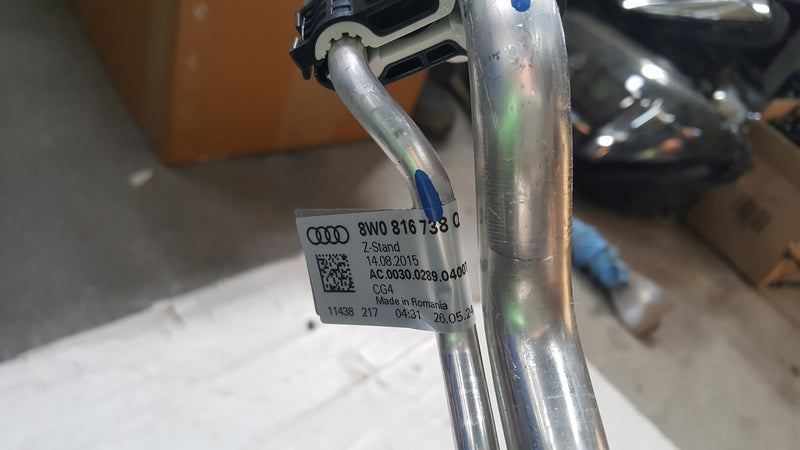 8W0 816 738
Z-Stand
14.08.2015
AC.0030.0289.0400
CG4
Made in Romania
11438 217 04:31 26.05.2